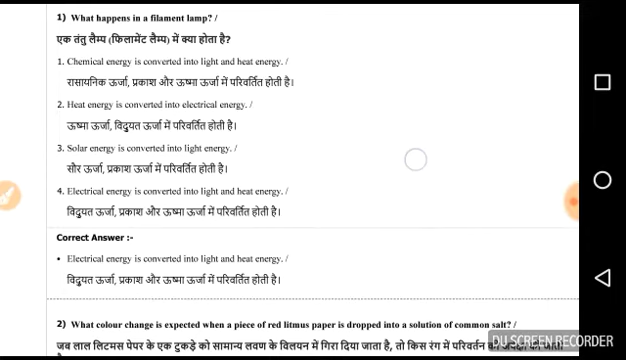 1) What happens in a filament lamp? /
एक तंतु लैम्प (फिलामेंट लैम्प) में क्या होता है?
1. Chemical energy is converted into light and heat energy. /
रासायनिक ऊर्जा, प्रकाश और ऊष्मा ऊर्जा में परिवर्तित होती है।
2. Heat energy is converted into electrical energy. /
ऊष्मा ऊर्जा, विद्युत ऊर्जा में परिवर्तित होती है।
3. Solar energy is converted into light energy. /
सौर ऊर्जा, प्रकाश ऊर्जा में परिवर्तित होती है।
4. Electrical energy is converted into light and heat energy. /
विद्युत ऊर्जा, प्रकाश और ऊष्मा ऊर्जा में परिवर्तित होती है।
Correct Answer :-
• Electrical energy is converted into light and heat energy. /
विद्युत ऊर्जा, प्रकाश और ऊष्मा ऊर्जा में परिवर्तित होती है।
2) What colour change is expected when a piece of red litmus paper is dropped into a solution of common salt? /
जब लाल लिटमस पेपर के एक टुकड़े को सामान्य लवण के विलयन में गिरा दिया जाता है, तो किस रंग में परिवर्तन
DU SCREEN RECORDER